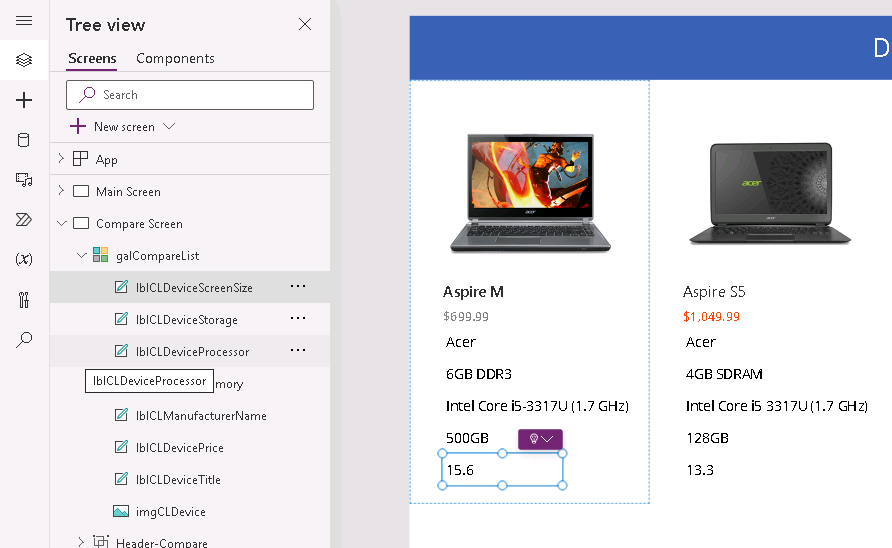 Tree view
Screens Components
Search
New screen
App
Main Screen
Compare Screen
galCompareList
lblCLDeviceScreenSize
lblCLDeviceStorage
lblCLDeviceProcessor
lblCLDeviceProcessor
mory
lblCLManufacturerName
lblCLDevicePrice
lblCLDeviceTitle
imgCLDevice
Header-Compare
(x)
D
acer
acer
Aspire M
$699.99
Acer
6GB DDR3
Intel Core i5-3317U (1.7 GHz)
500GB
15.6
Aspire S5
$1,049.99
Acer
4GB SDRAM
Intel Core i5 3317U (1.7 GHz)
128GB
13.3